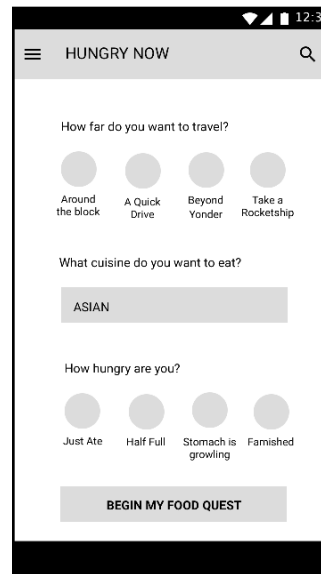 12:3
HUNGRY NOW
How far do you want to travel?
Around
the block
A Quick
Drive
Beyond
Yonder
Take a
Rocketship
What cuisine do you want to eat?
ASIAN
How hungry are you?
Just Ate
Half Full
Stomach is
growling
Famished
BEGIN MY FOOD QUEST